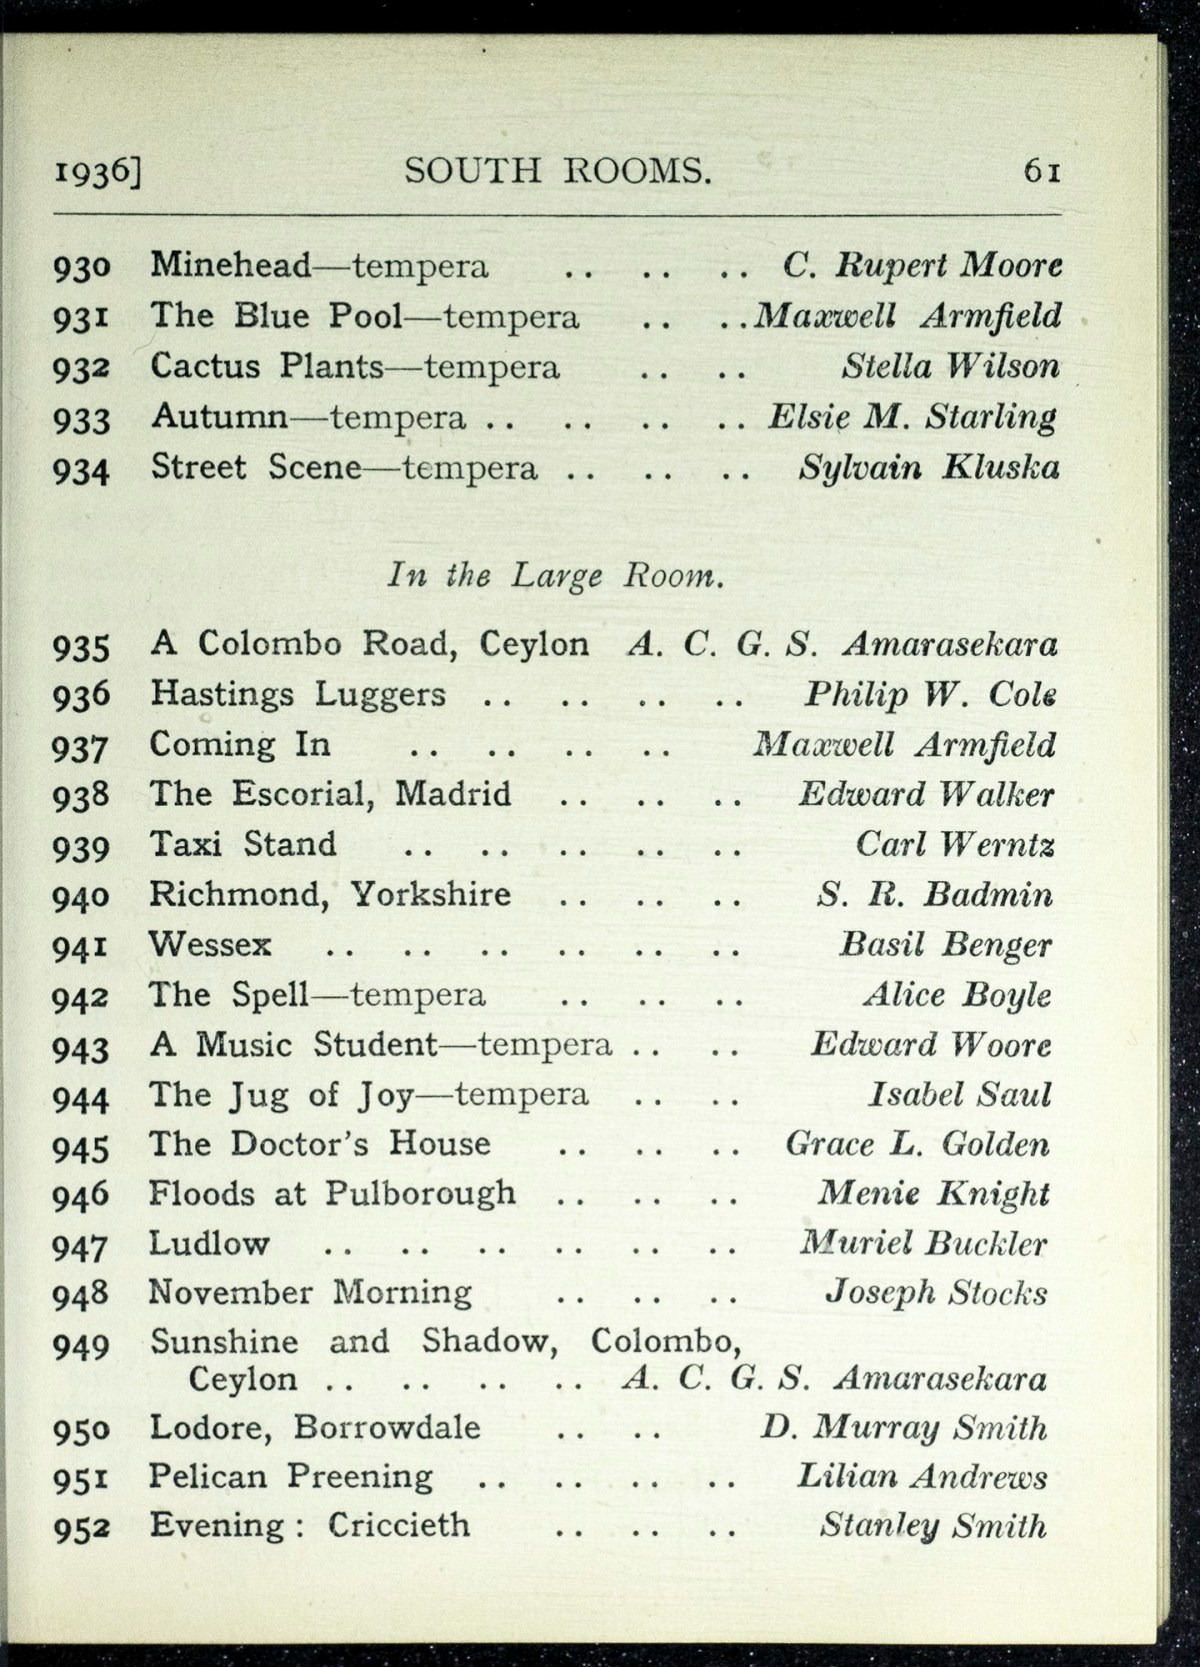 1936] SOUTH ROOMS. 61
930 Minehead—tempera .. .. .. C. Rupert Moore
931 The Blue Pool—tempera .. .. Maxwell Armfield
932 Cactus Plants—tempera .. .. Stella Wilson
933 Autumn—tempera .. .. .. .. Elsie M. Starling
934 Street Scene—tempera .. .. .. Sylvain Kluska
In the Large Room.
935 A Colombo Road, Ceylon A. C. G. S. Amarasekara
936 Hastings Luggers .. .. .. .. Philip W. Cole
937 Coming In .. .. .. .. Maxwell Armfield
938 The Escorial, Madrid .. .. .. Edward Walker
939 Taxi Stand .. .. .. .. .. Carl Werntz
940 Richmond, Yorkshire .. .. .. S. R. Badmin
941 Wessex .. .. .. .. .. .. Basil Benger
942 The Spell—tempera .. .. .. Alice Boyle
943 A Music Student—tempera .. .. Edward Woore
944 The Jug of Joy—tempera .. .. Isabel Saul
945 The Doctor's House .. .. .. Grace L. Golden
946 Floods at Pulborough .. .. .. Menie Knight
947 Ludlow .. .. .. .. .. .. Muriel Buckler
948 November Morning .. .. .. Joseph Stocks
949 Sunshine and Shadow, Colombo,
Ceylon .. .. .. .. A. C. G. S. Amarasekara
950 Lodore, Borrowdale .. .. D. Murray Smith
951 Pelican Preening .. .. .. .. Lilian Andrews
952 Evening : Criccieth .. .. .. Stanley Smith